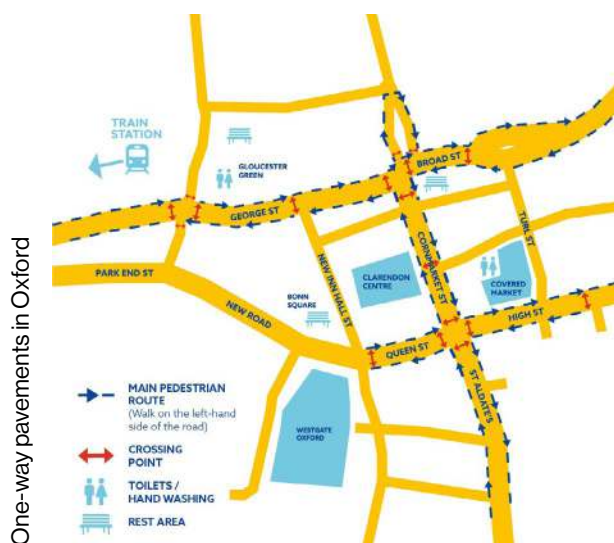 One-way pavements in Oxford
TRAIN
STATION
GLOUCESTER
GREEN
BROAD ST
GEORGE ST
TURL ST
CORNMARKET ST
PARK END ST
NEW INN HALL ST
CLARENDON
CENTRE
COVERED
MARKET
NEW ROAD
BONN
SQUARE
HIGH ST
QUEEN ST
ST ALDATE'S
WESTGATE
OXFORD
MAIN PEDESTRIAN
ROUTE
(Walk on the left-hand
side of the road)
CROSSING
POINT
TOILETS /
HAND WASHING
REST AREA